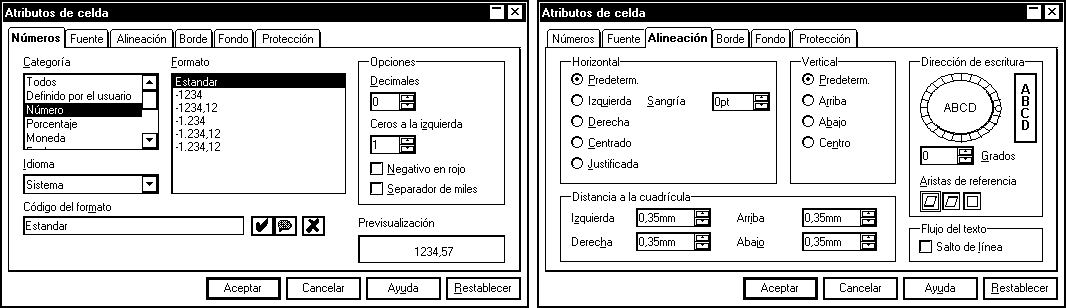 Atributos de celda
Números Fuente Alineación Borde Fondo Protección
Categoría
Todos
Definido por el usuario
Número
Porcentaje
Moneda
Formato
Estandar
-1234
-1234,12
-1.234
-1.234,12
-1.234,12
Opciones
Decimales
0
Ceros a la izquierda
1
Negativo en rojo
Separador de miles
Idioma
Sistema
Código del formato
Estandar
Previsualización
1234,57
Aceptar Cancelar Ayuda Restablecer
Atributos de celda
Números Fuente Alineación Borde Fondo Protección
Horizontal
Predeterm.
Izquierda Sangría 0pt
Derecha
Centrado
Justificada
Vertical
Predeterm.
Arriba
Abajo
Centro
Dirección de escritura
ABCD
ABCD
0 Grados
Aristas de referencia
Distancia a la cuadrícula
Izquierda 0,35mm Arriba 0,35mm
Derecha 0,35mm Abajo 0,35mm
Flujo del texto
Salto de línea
Aceptar Cancelar Ayuda Restablecer